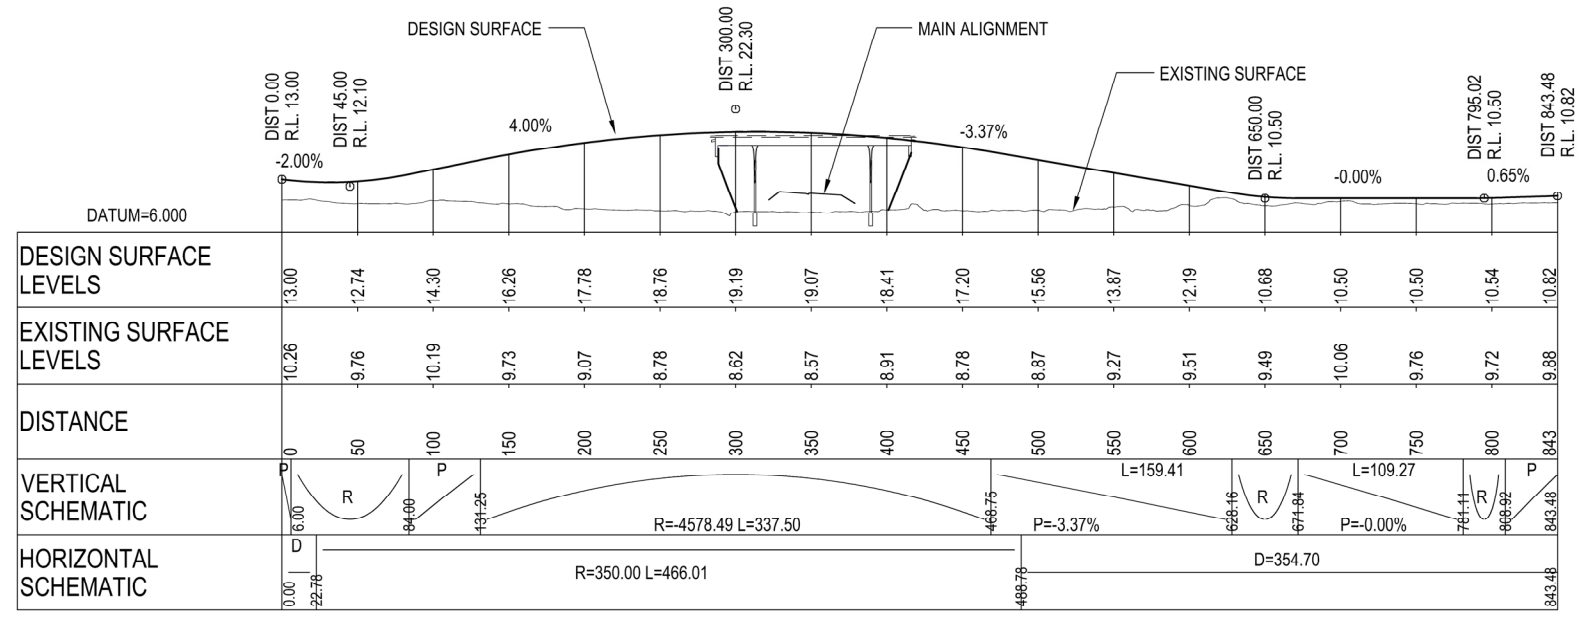 DESIGN SURFACE
DIST 300.00
R.L. 22.30
MAIN ALIGNMENT
EXISTING SURFACE
DIST 0.00
R.L. 13.00
DIST 45.00
R.L. 12.10
DIST 650.00
R.L. 10.50
DIST 795.02
R.L. 10.50
DIST 843.48
R.L. 10.82
-2.00%
4.00%
-3.37%
-0.00%
0.65%
DATUM=6.000
DESIGN SURFACE
LEVELS
13.00 12.74 14.30 16.26 17.78 18.76 19.19 19.07 18.41 17.20 15.56 13.87 12.19 10.68 10.50 10.50 10.54 10.82
EXISTING SURFACE
LEVELS
10.26 9.76 10.19 9.73 9.07 8.78 8.62 8.57 8.91 8.78 8.87 9.27 9.51 9.49 10.06 9.76 9.72 9.88
DISTANCE
0 50 100 150 200 250 300 350 400 450 500 550 600 650 700 750 800 843
VERTICAL
SCHEMATIC
P
R
P
L=159.41
R
L=109.27
R
P
6.00 84.00 131.25 468.75 628.16 671.84 781.11 808.92 843.48
R=-4578.49 L=337.50
P=-3.37%
P=-0.00%
HORIZONTAL
SCHEMATIC
D
R=350.00 L=466.01
D=354.70
0.00 22.78 488.78 843.48